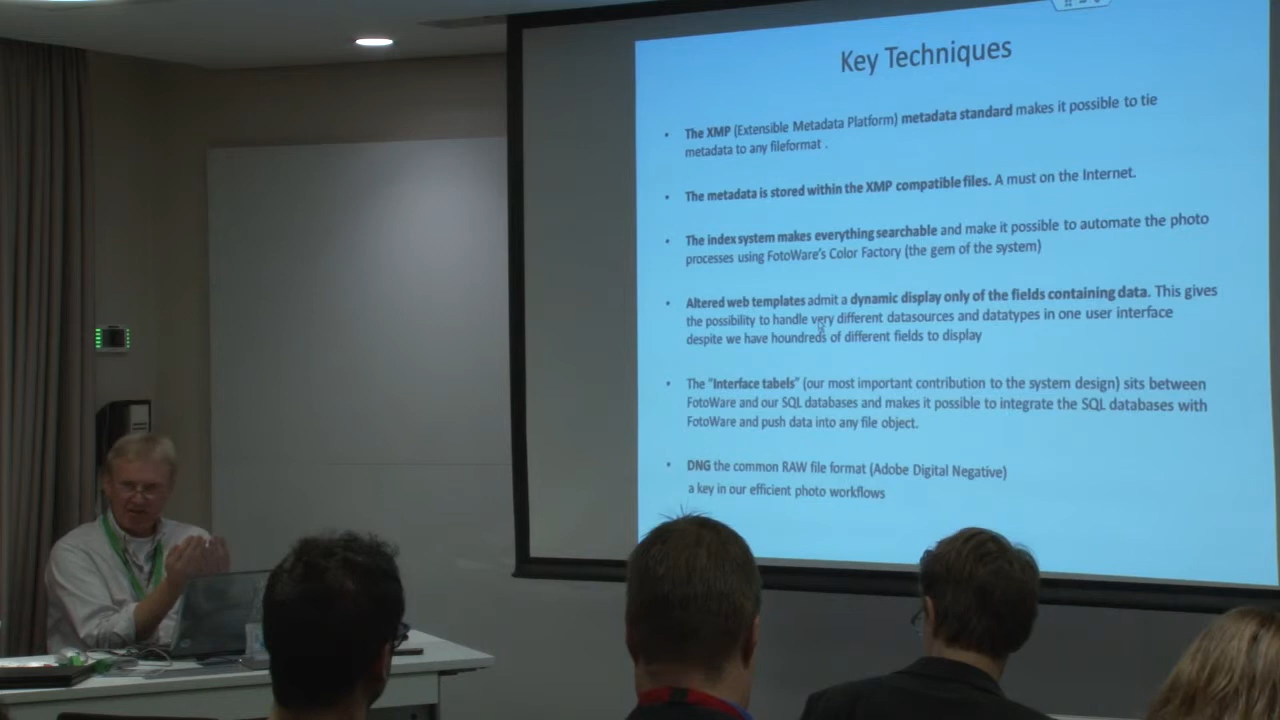 Key Techniques
• The XMP (Extensible Metadata Platform) metadata standard makes it possible to tie
metadata to any fileformat .
• The metadata is stored within the XMP compatible files. A must on the Internet.
• The index system makes everything searchable and make it possible to automate the photo
processes using FotoWare's Color Factory (the gem of the system)
• Altered web templates admit a dynamic display only of the fields containing data. This gives
the possibility to handle very different datasources and datatypes in one user interface
despite we have houndreds of different fields to display
• The "Interface tabels" (our most important contribution to the system design) sits between
FotoWare and our SQL databases and makes it possible to integrate the SQL databases with
FotoWare and push data into any file object.
• DNG the common RAW file format (Adobe Digital Negative)
a key in our efficient photo workflows